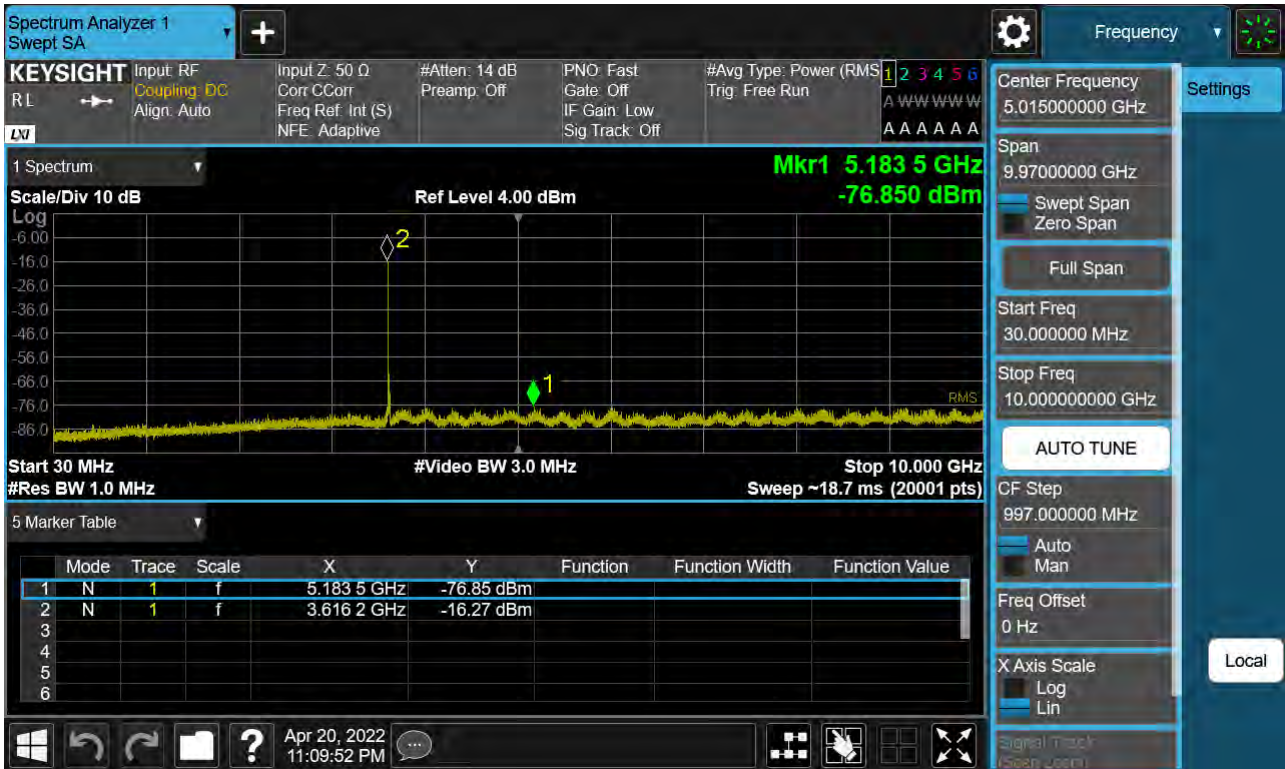 Spectrum Analyzer 1
Swept SA
+
Frequency
KEYSIGHT
RL
LXI
Input: RF
Coupling: DC
Align: Auto
Input Z: 50 Ω
Corr CCorr
Freq Ref: Int (S)
NFE: Adaptive
#Atten: 14 dB
Preamp: Off
PNO: Fast
Gate: Off
IF Gain: Low
Sig Track: Off
#Avg Type: Power (RMS
Trig: Free Run
1 2 3 4 5 6
A W W W W W
A A A A A A
1 Spectrum
Scale/Div 10 dB
Ref Level 4.00 dBm
Mkr1 5.183 5 GHz
-76.850 dBm
Log
-6.00
-16.0
-26.0
-36.0
-46.0
-56.0
-66.0
-76.0
-86.0
2
1
RMS
Start 30 MHz
#Video BW 3.0 MHz
Stop 10.000 GHz
#Res BW 1.0 MHz
Sweep ~18.7 ms (20001 pts)
5 Marker Table
Mode Trace Scale X Y Function Function Width Function Value
1 N 1 f 5.183 5 GHz -76.85 dBm
2 N 1 f 3.616 2 GHz -16.27 dBm
3
4
5
6
?
Apr 20, 2022
11:09:52 PM
Center Frequency
5.015000000 GHz
Settings
Span
9.97000000 GHz
Swept Span
Zero Span
Full Span
Start Freq
30.000000 MHz
Stop Freq
10.000000000 GHz
AUTO TUNE
CF Step
997.000000 MHz
Auto
Man
Freq Offset
0 Hz
X Axis Scale
Log
Lin
Local
Signal Track
(Span Zoom)